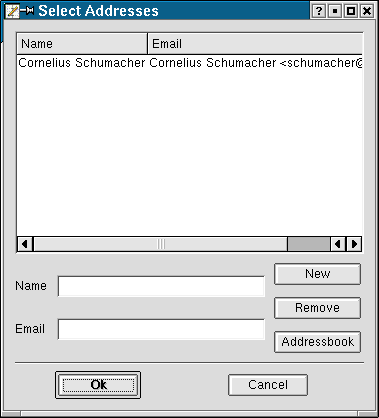 Select Addresses
Name Email
Cornelius Schumacher Cornelius Schumacher <schumacher@
New
Name
Remove
Email
Addressbook
Ok Cancel